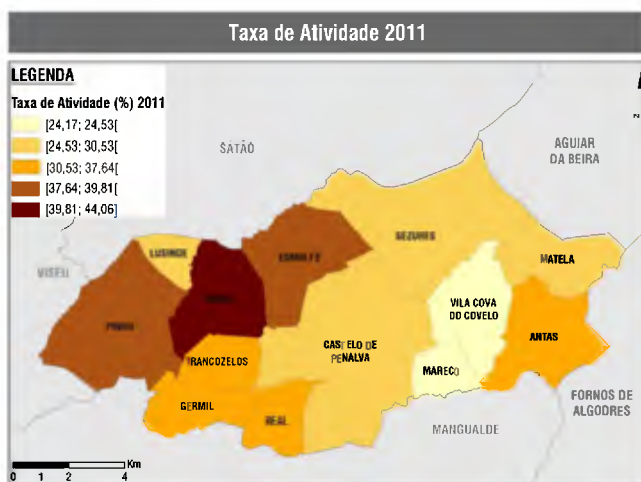 Taxa de Atividade 2011
LEGENDA
Taxa de Atividade (%) 2011
[24,17; 24,53[
[24,53; 30,53[
[30,53; 37,64[
[37,64; 39,81[
[39,81; 44,06]
N
SATÃO
AGUIAR
DA BEIRA
VISEU
LUSINDE
SEZURES
MATELA
VILA COVA
DO COVELO
ANTAS
CASTELO DE
PENALVA
TRANCOZELOS
MARECO
GERMIL
REAL
MANGUALDE
FORNOS DE
ALGODRES
Km
0 1 2 4